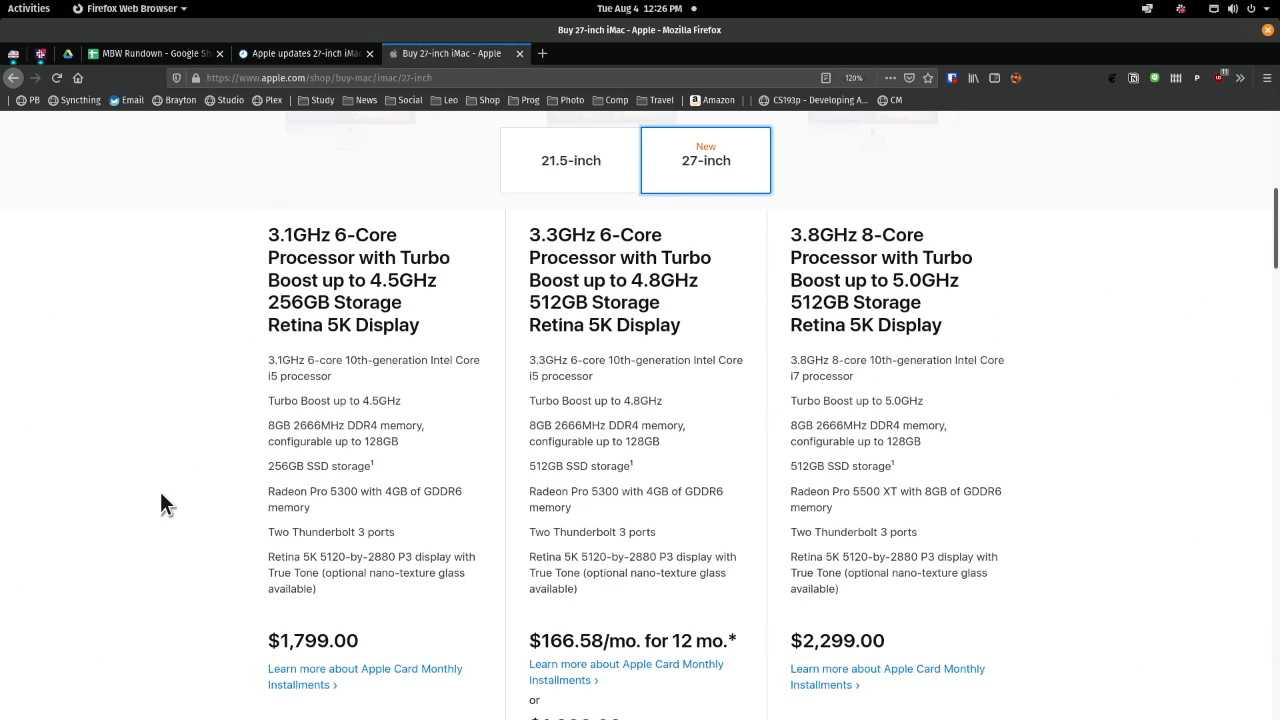 Activities
Firefox Web Browser
Tue Aug 4 12:26 PM
Buy 27-inch iMac - Apple - Mozilla Firefox
MBW Rundown - Google Sh
Apple updates 27-inch iMac
Buy 27-inch iMac - Apple
https://www.apple.com/shop/buy-mac/imac/27-inch
120%
11
PB
Syncthing
Email
Brayton
Studio
Plex
Study
News
Social
Leo
Shop
Prog
Photo
Comp
Travel
Amazon
CS193p - Developing A...
CM
21.5-inch
New
27-inch
3.1GHz 6-Core
Processor with Turbo
Boost up to 4.5GHz
256GB Storage
Retina 5K Display
3.1GHz 6-core 10th-generation Intel Core
i5 processor
Turbo Boost up to 4.5GHz
8GB 2666MHz DDR4 memory,
configurable up to 128GB
256GB SSD storage1
Radeon Pro 5300 with 4GB of GDDR6
memory
Two Thunderbolt 3 ports
Retina 5K 5120-by-2880 P3 display with
True Tone (optional nano-texture glass
available)
$1,799.00
Learn more about Apple Card Monthly
Installments ›
3.3GHz 6-Core
Processor with Turbo
Boost up to 4.8GHz
512GB Storage
Retina 5K Display
3.3GHz 6-core 10th-generation Intel Core
i5 processor
Turbo Boost up to 4.8GHz
8GB 2666MHz DDR4 memory,
configurable up to 128GB
512GB SSD storage1
Radeon Pro 5300 with 4GB of GDDR6
memory
Two Thunderbolt 3 ports
Retina 5K 5120-by-2880 P3 display with
True Tone (optional nano-texture glass
available)
$166.58/mo. for 12 mo.*
Learn more about Apple Card Monthly
Installments ›
or
3.8GHz 8-Core
Processor with Turbo
Boost up to 5.0GHz
512GB Storage
Retina 5K Display
3.8GHz 8-core 10th-generation Intel Core
i7 processor
Turbo Boost up to 5.0GHz
8GB 2666MHz DDR4 memory,
configurable up to 128GB
512GB SSD storage1
Radeon Pro 5500 XT with 8GB of GDDR6
memory
Two Thunderbolt 3 ports
Retina 5K 5120-by-2880 P3 display with
True Tone (optional nano-texture glass
available)
$2,299.00
Learn more about Apple Card Monthly
Installments ›